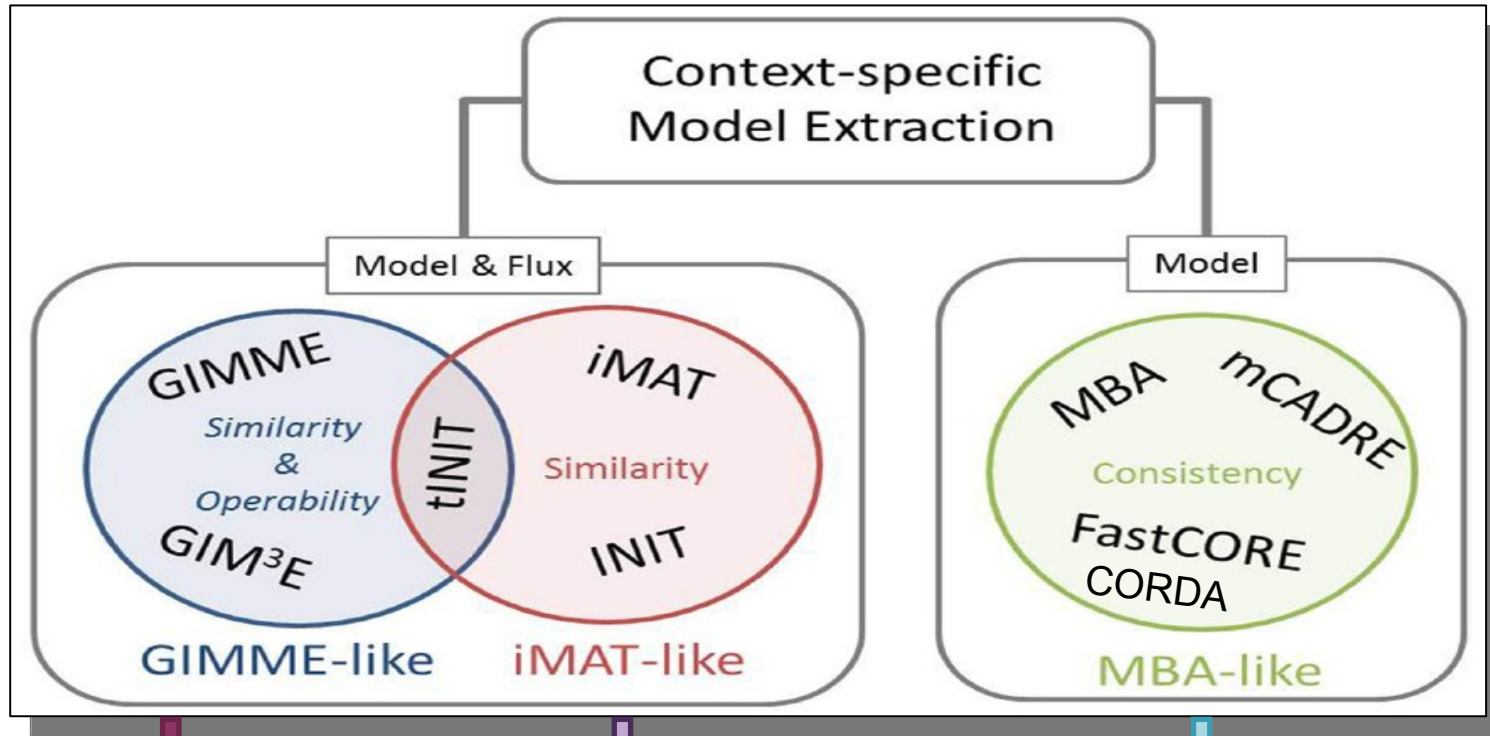 Context-specific
Model Extraction
Model & Flux
GIMME
Similarity
&
Operability
GIM³E
tINIT
iMAT
Similarity
INIT
GIMME-like
iMAT-like
Model
MBA
mCADRE
Consistency
FastCORE
CORDA
MBA-like